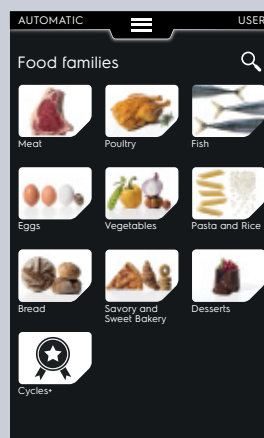 AUTOMATIC USER
Food families
Meat Poultry Fish
Eggs Vegetables Pasta and Rice
Bread Savory and Desserts
Sweet Bakery
Cycles+